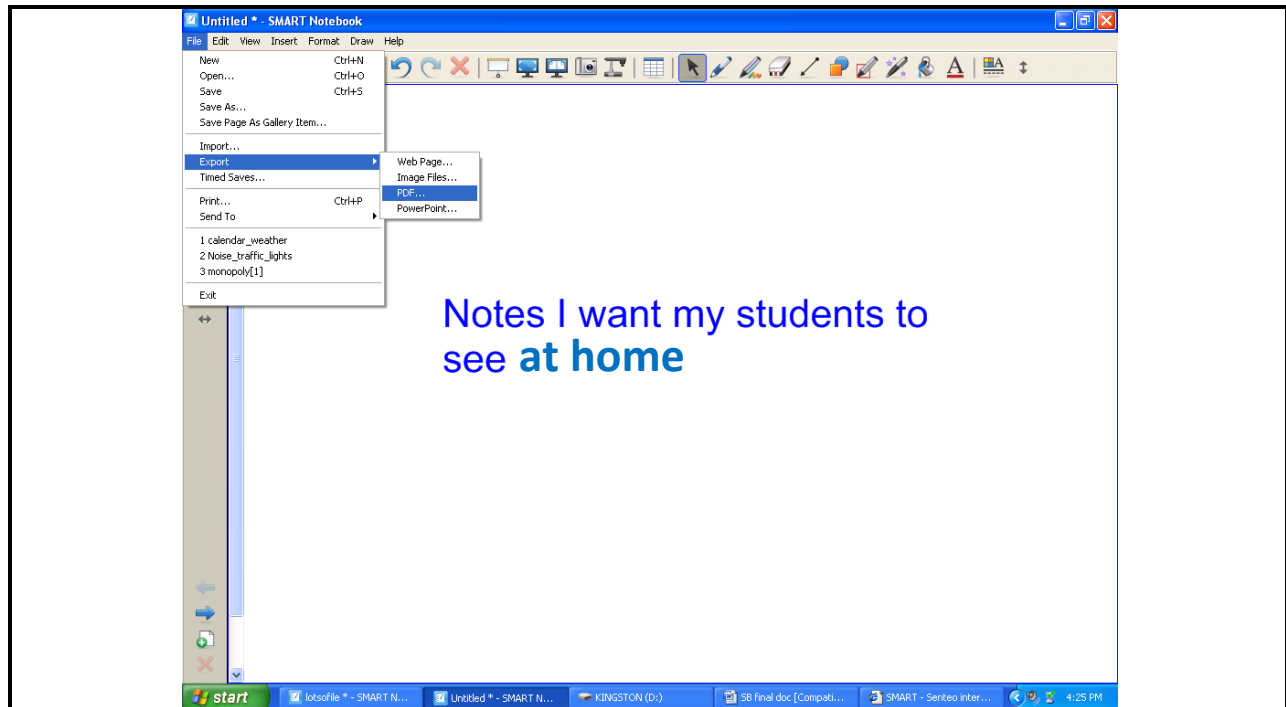 Untitled * - SMART Notebook
File Edit View Insert Format Draw Help
New Ctrl+N
Open... Ctrl+O
Save Ctrl+S
Save As...
Save Page As Gallery Item...
Import...
Export
Timed Saves...
Print... Ctrl+P
Send To
1 calendar_weather
2 Noise_traffic_lights
3 monopoly[1]
Exit
Web Page...
Image Files...
PDF...
PowerPoint...
Notes I want my students to
see at home
start lotsofile * - SMART N... Untitled * - SMART N... KINGSTON (D:) SB final doc [Compati... SMART - Senteo inter... 4:25 PM